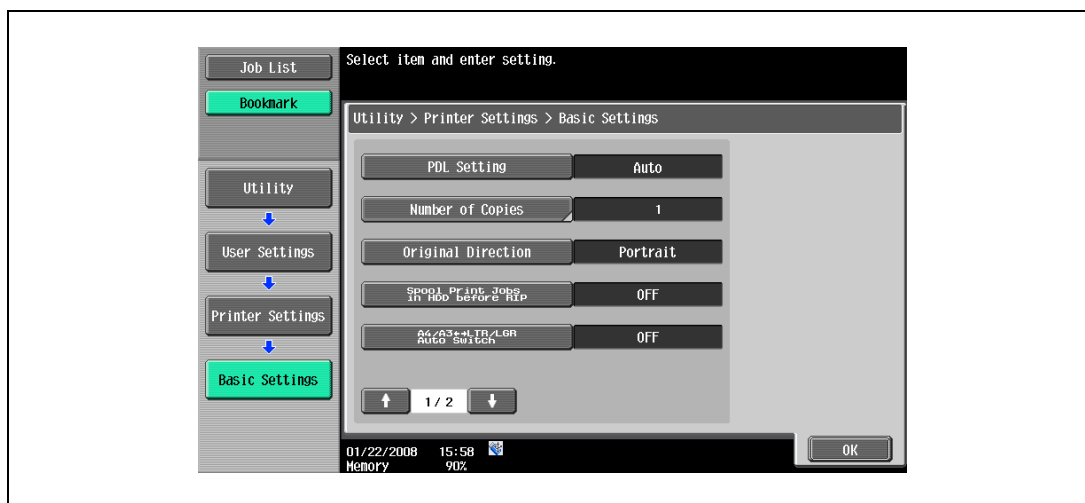 Job List
Bookmark
Select item and enter setting.
Utility > Printer Settings > Basic Settings
Utility
User Settings
Printer Settings
Basic Settings
PDL Setting
Auto
Number of Copies
1
Original Direction
Portrait
Spool Print Jobs
in HDD before RIP
OFF
A4/A3↔LTR/LGR
Auto Switch
OFF
1/ 2
01/22/2008 15:58
Memory 90%
OK